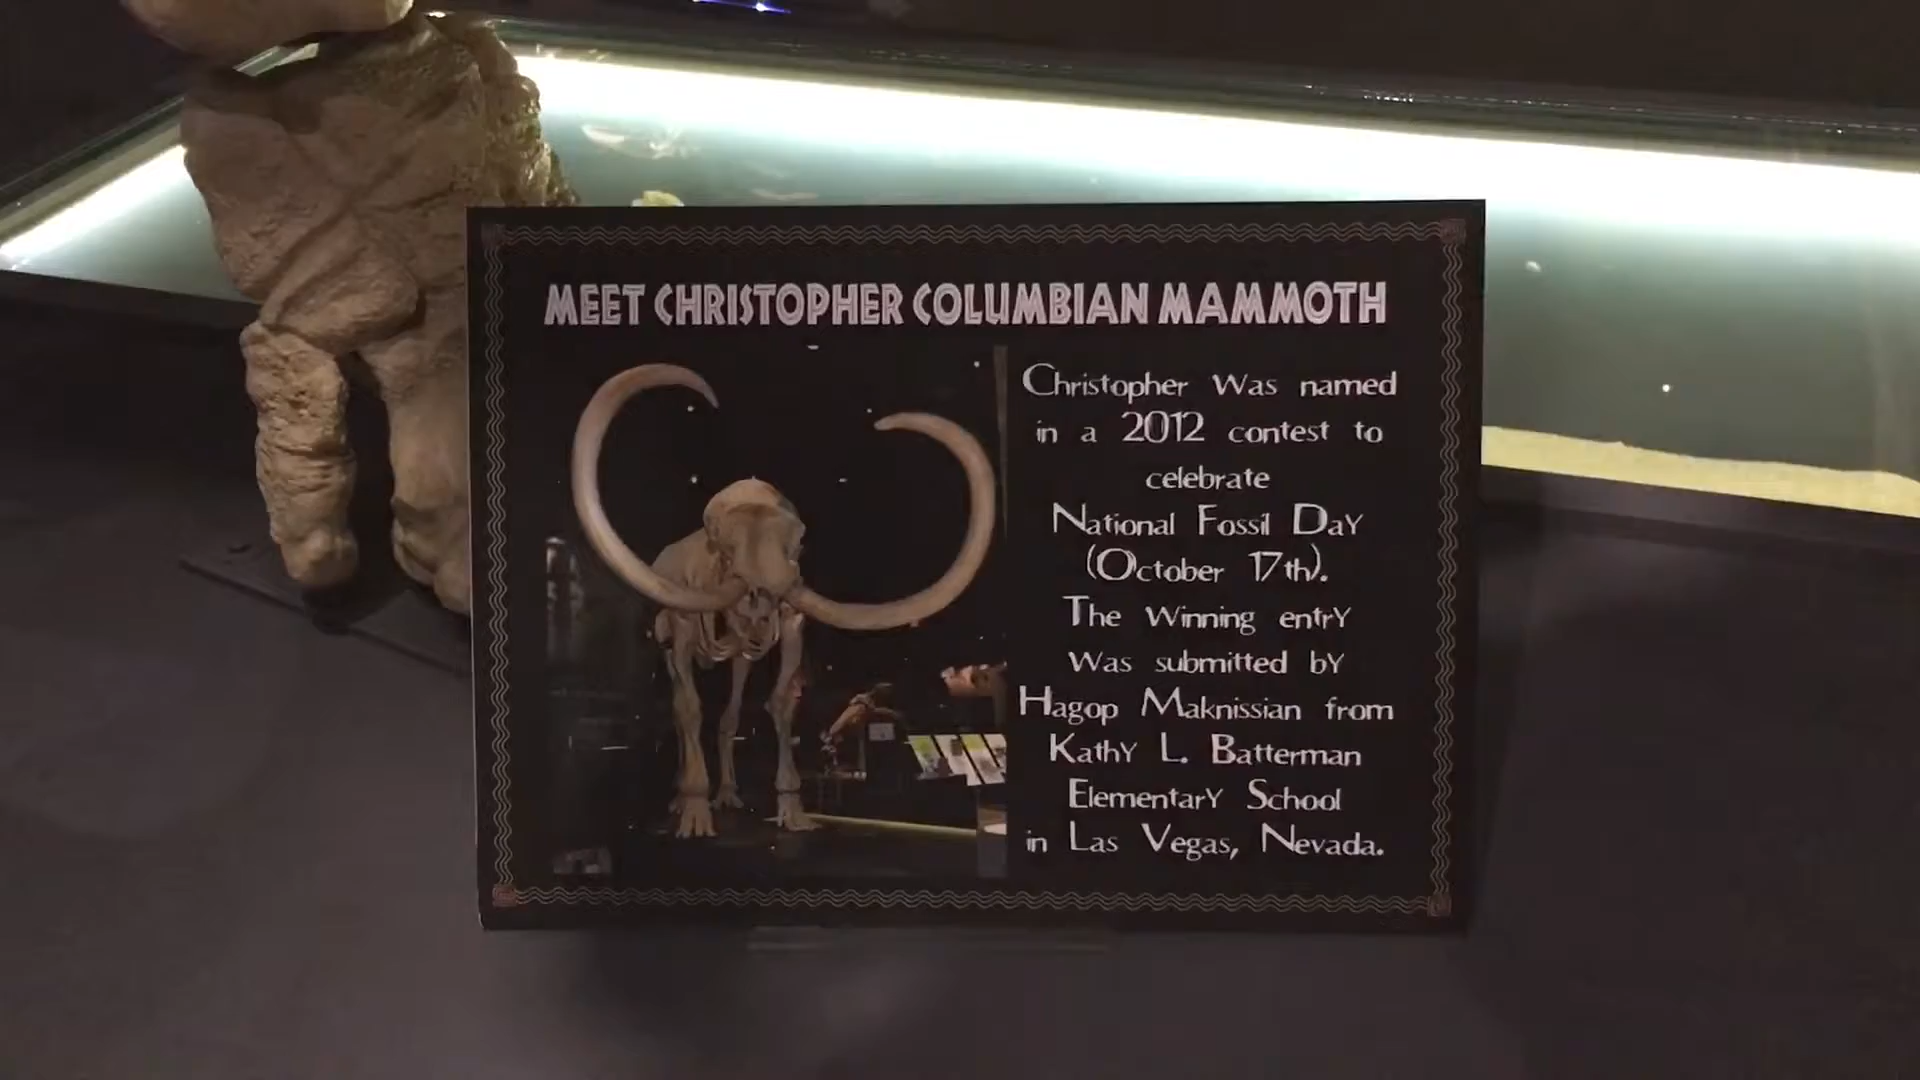 MEET CHRISTOPHER COLUMBIAN MAMMOTH
Christopher was named
in a 2012 contest to
celebrate
National Fossil Day
(October 17th).
The winning entry
was submitted by
Hagop Maknissian from
Kathy L. Batterman
Elementary School
in Las Vegas, Nevada.